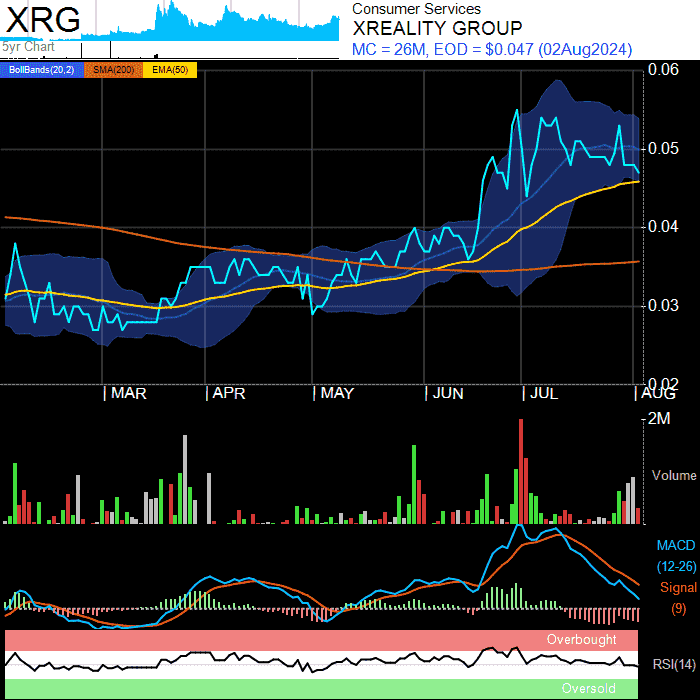 XRG
5yr Chart
Consumer Services
XREALITY GROUP
MC = 26M, EOD = $0.047 (02Aug2024)
BollBands(20,2) SMA(200) EMA(50)
0.06
0.05
0.04
0.03
0.02
MAR APR MAY JUN JUL AUG
2M
Volume
MACD
(12-26)
Signal
(9)
Overbought
RSI(14)
Oversold